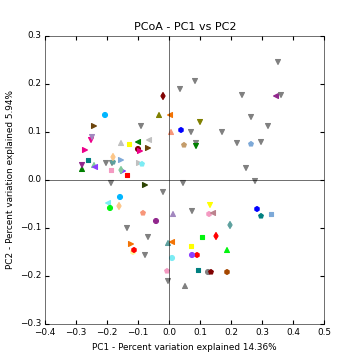 PCoA - PC1 vs PC2
0.3
0.2
0.1
0.0
−0.1
−0.2
−0.3
PC2 - Percent variation explained 5.94%
−0.4 −0.3 −0.2 −0.1 0.0 0.1 0.2 0.3 0.4 0.5
PC1 - Percent variation explained 14.36%